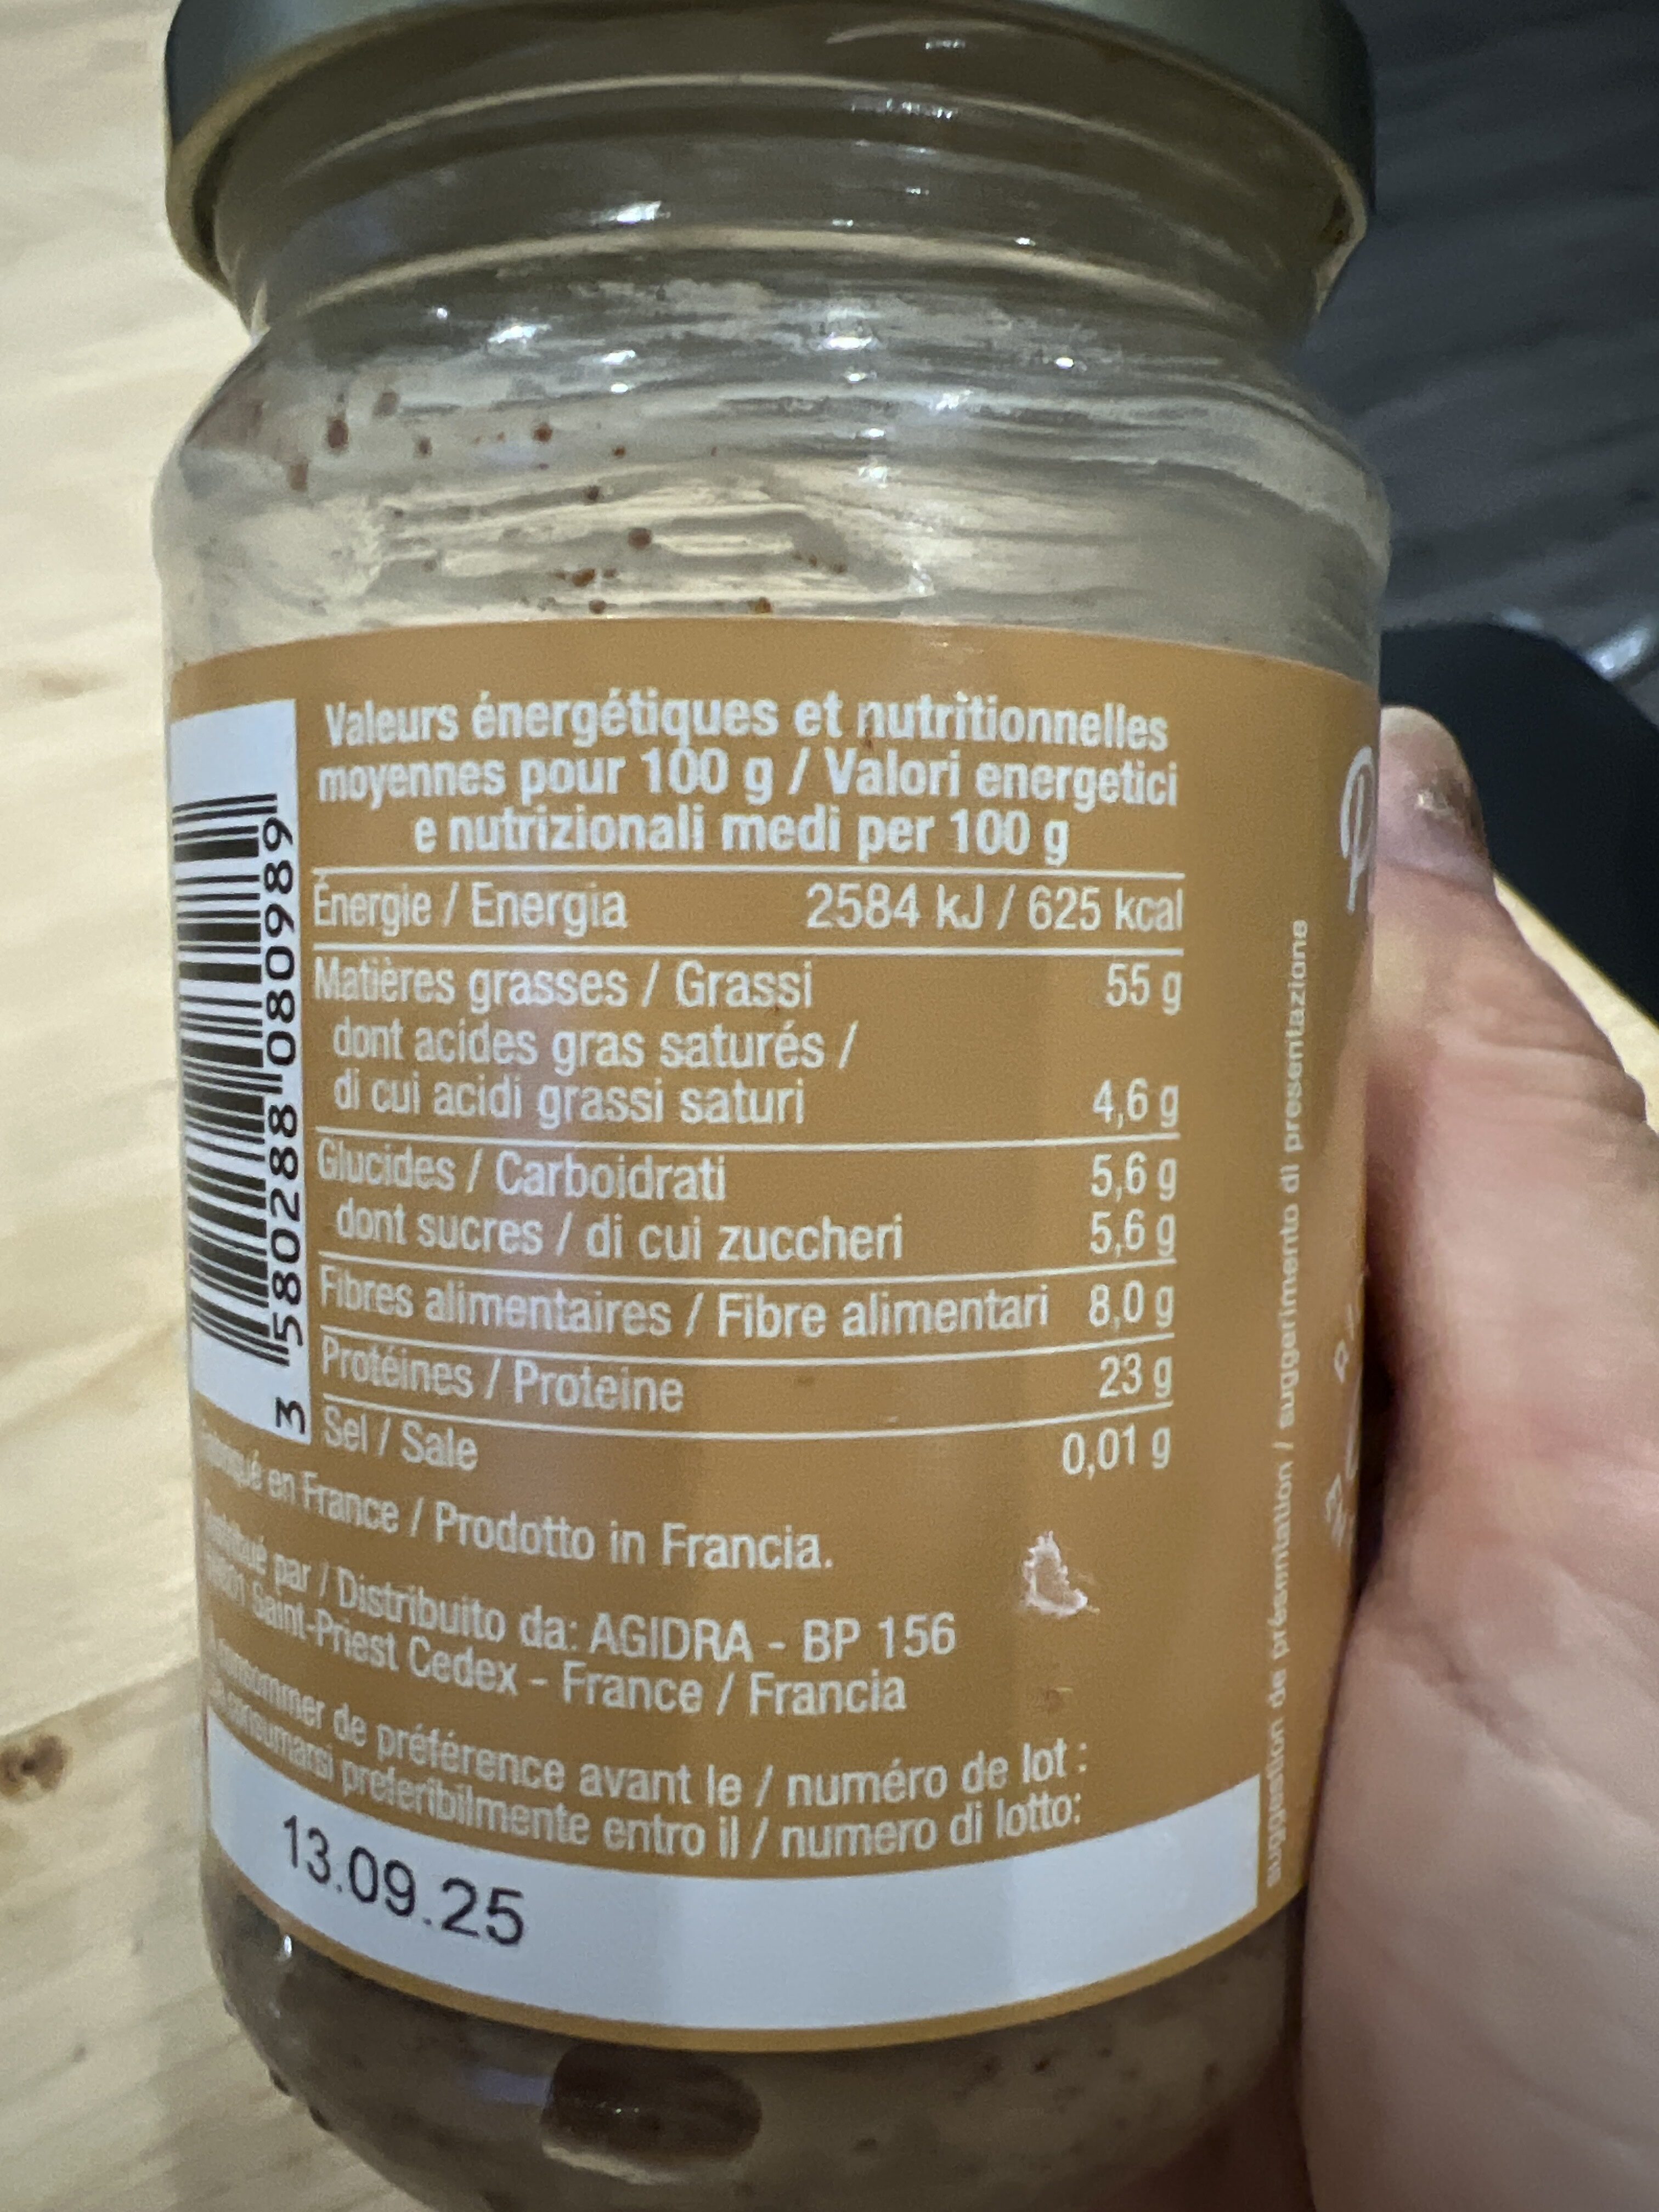 Valeurs énergétiques et nutritionnelles
moyennes pour 100 g / Valori energetici
e nutrizionali medi per 100 g
Énergie / Energia 2584 kJ / 625 kcal
Matières grasses / Grassi 55 g
dont acides gras saturés /
di cui acidi grassi saturi 4,6 g
Glucides / Carboidrati 5,6 g
dont sucres / di cui zuccheri 5,6 g
Fibres alimentaires / Fibre alimentari 8,0 g
Protéines / Proteine 23 g
Sel / Sale 0,01 g
en France / Prodotto in Francia.
par / Distribuito da: AGIDRA - BP 156
Saint-Priest Cedex - France / Francia
consommer de préférence avant le / numéro de lot :
consumarsi preferibilmente entro il / numero di lotto:
13.09.25
3 580288 080989
suggestion de présentation / suggerimento di presentazione